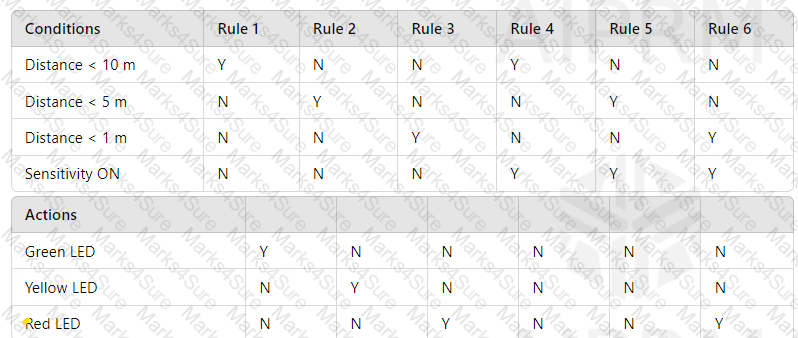 Conditions Rule 1 Rule 2 Rule 3 Rule 4 Rule 5 Rule 6
Distance < 10 m Y N N Y N N
Distance < 5 m N Y N N Y N
Distance < 1 m N N Y N N Y
Sensitivity ON N N N Y Y Y
Actions
Green LED Y N N N N N
Yellow LED N Y N N N N
Red LED N N Y N N Y
AIPRM
Marks4Sure